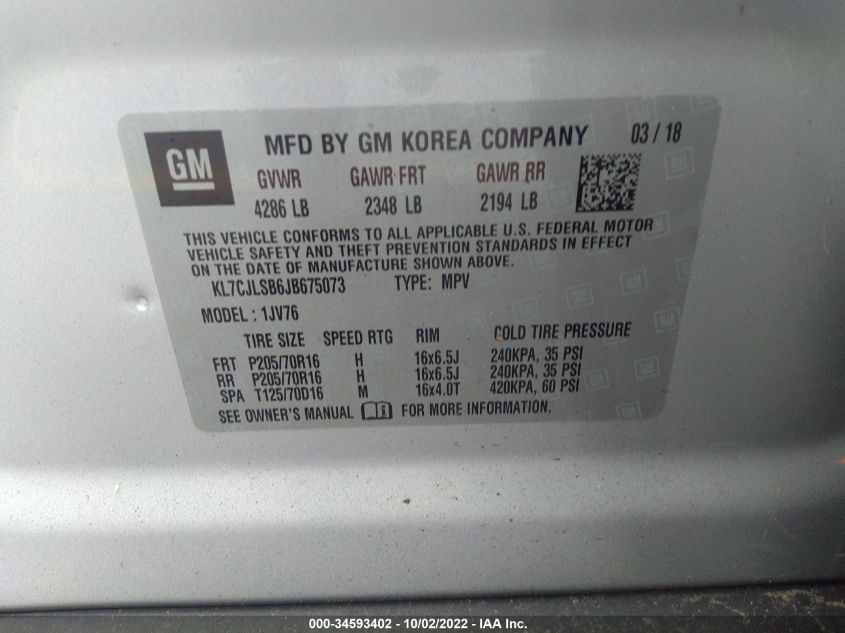 GM
MFD BY GM KOREA COMPANY 03 / 18
GVWR GAWR FRT GAWR RR
4286 LB 2348 LB 2194 LB
THIS VEHICLE CONFORMS TO ALL APPLICABLE U.S. FEDERAL MOTOR
VEHICLE SAFETY AND THEFT PREVENTION STANDARDS IN EFFECT
ON THE DATE OF MANUFACTURE SHOWN ABOVE.
KL7CJLSB6JB675073 TYPE: MPV
MODEL : 1JV76
TIRE SIZE SPEED RTG RIM COLD TIRE PRESSURE
FRT P205/70R16 H 16x6.5J 240KPA, 35 PSI
RR P205/70R16 H 16x6.5J 240KPA, 35 PSI
SPA T125/70D16 M 16x4.0T 420KPA, 60 PSI
SEE OWNER'S MANUAL FOR MORE INFORMATION.
000-34593402 - 10/02/2022 - IAA Inc.